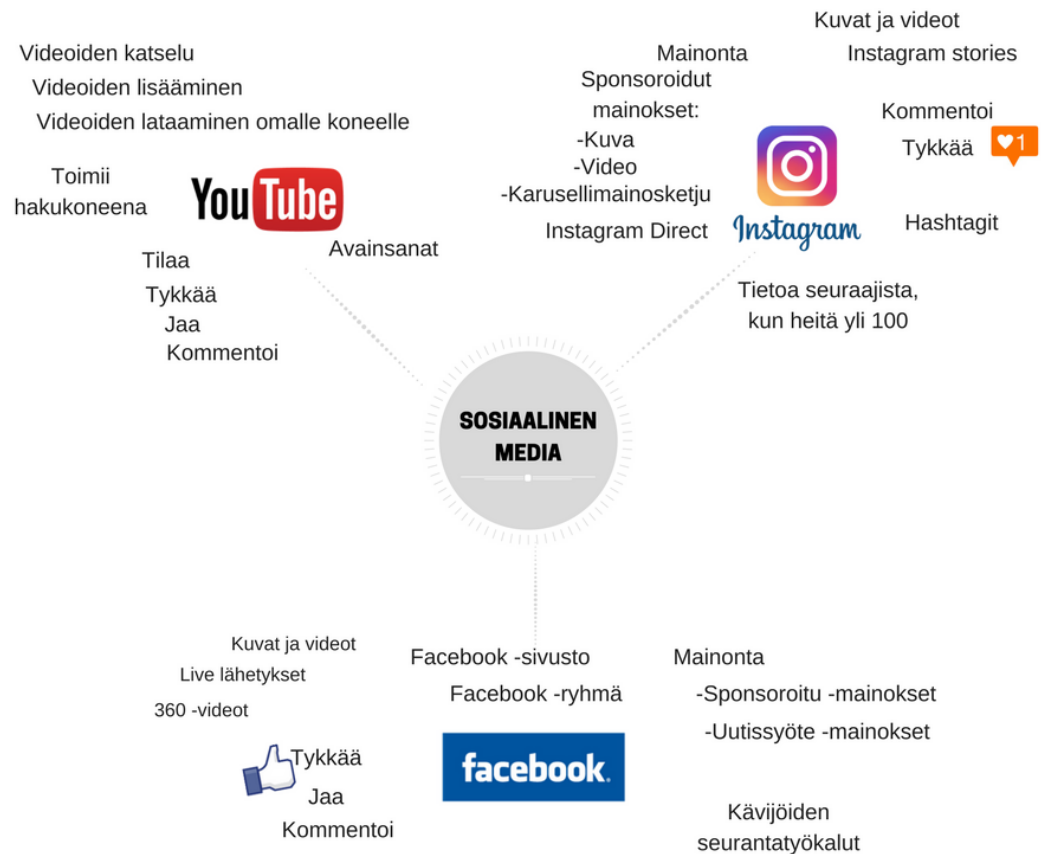 Videoiden katselu
Videoiden lisääminen
Videoiden lataaminen omalle koneelle
Toimii
hakukoneena
YouTube
Avainsanat
Tilaa
Tykkää
Jaa
Kommentoi
Kuvat ja videot
Mainonta
Instagram stories
Sponsoroidut
mainokset:
-Kuva
-Video
-Karusellimainosketju
Instagram Direct
Kommentoi
Tykkää
1
Instagram
Hashtagit
Tietoa seuraajista,
kun heitä yli 100
SOSIAALINEN
MEDIA
Kuvat ja videot
Live lähetykset
360 -videot
Tykkää
Jaa
Kommentoi
Facebook -sivusto
Facebook -ryhmä
facebook.
Mainonta
-Sponsoroitu -mainokset
-Uutissyöte -mainokset
Kävijöiden
seurantatyökalut